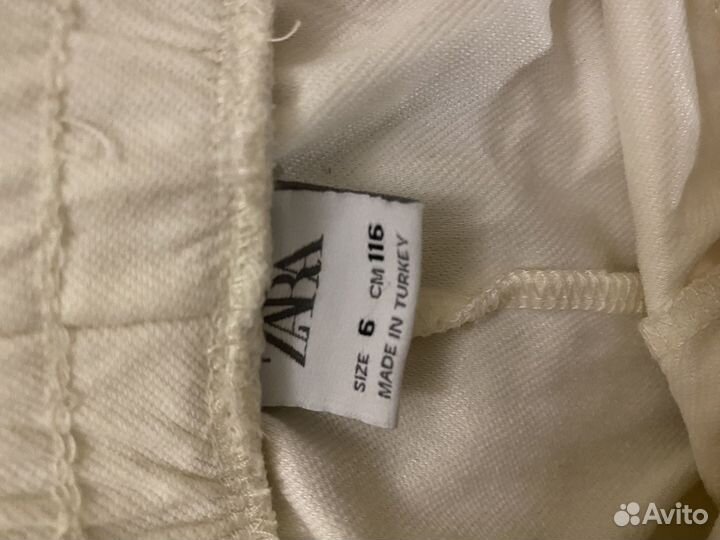 ZARA
SIZE 6 CM 116
MADE IN TURKEY
Avito